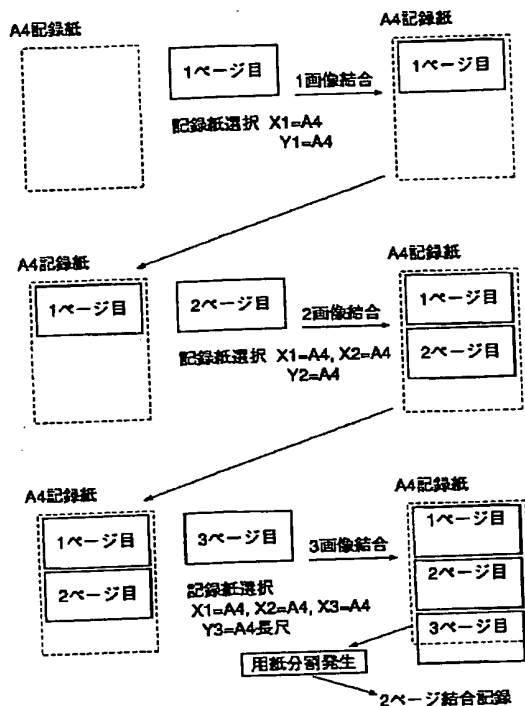 A4記録紙
1ページ目
1画像結合
記録紙選択 X1=A4
Y1=A4
A4記録紙
1ページ目
A4記録紙
1ページ目
2ページ目
2画像結合
記録紙選択 X1=A4, X2=A4
Y2=A4
A4記録紙
1ページ目
2ページ目
A4記録紙
1ページ目
2ページ目
3ページ目
3画像結合
記録紙選択
X1=A4, X2=A4, X3=A4
Y3=A4長尺
A4記録紙
1ページ目
2ページ目
3ページ目
用紙分割発生
2ページ結合記録